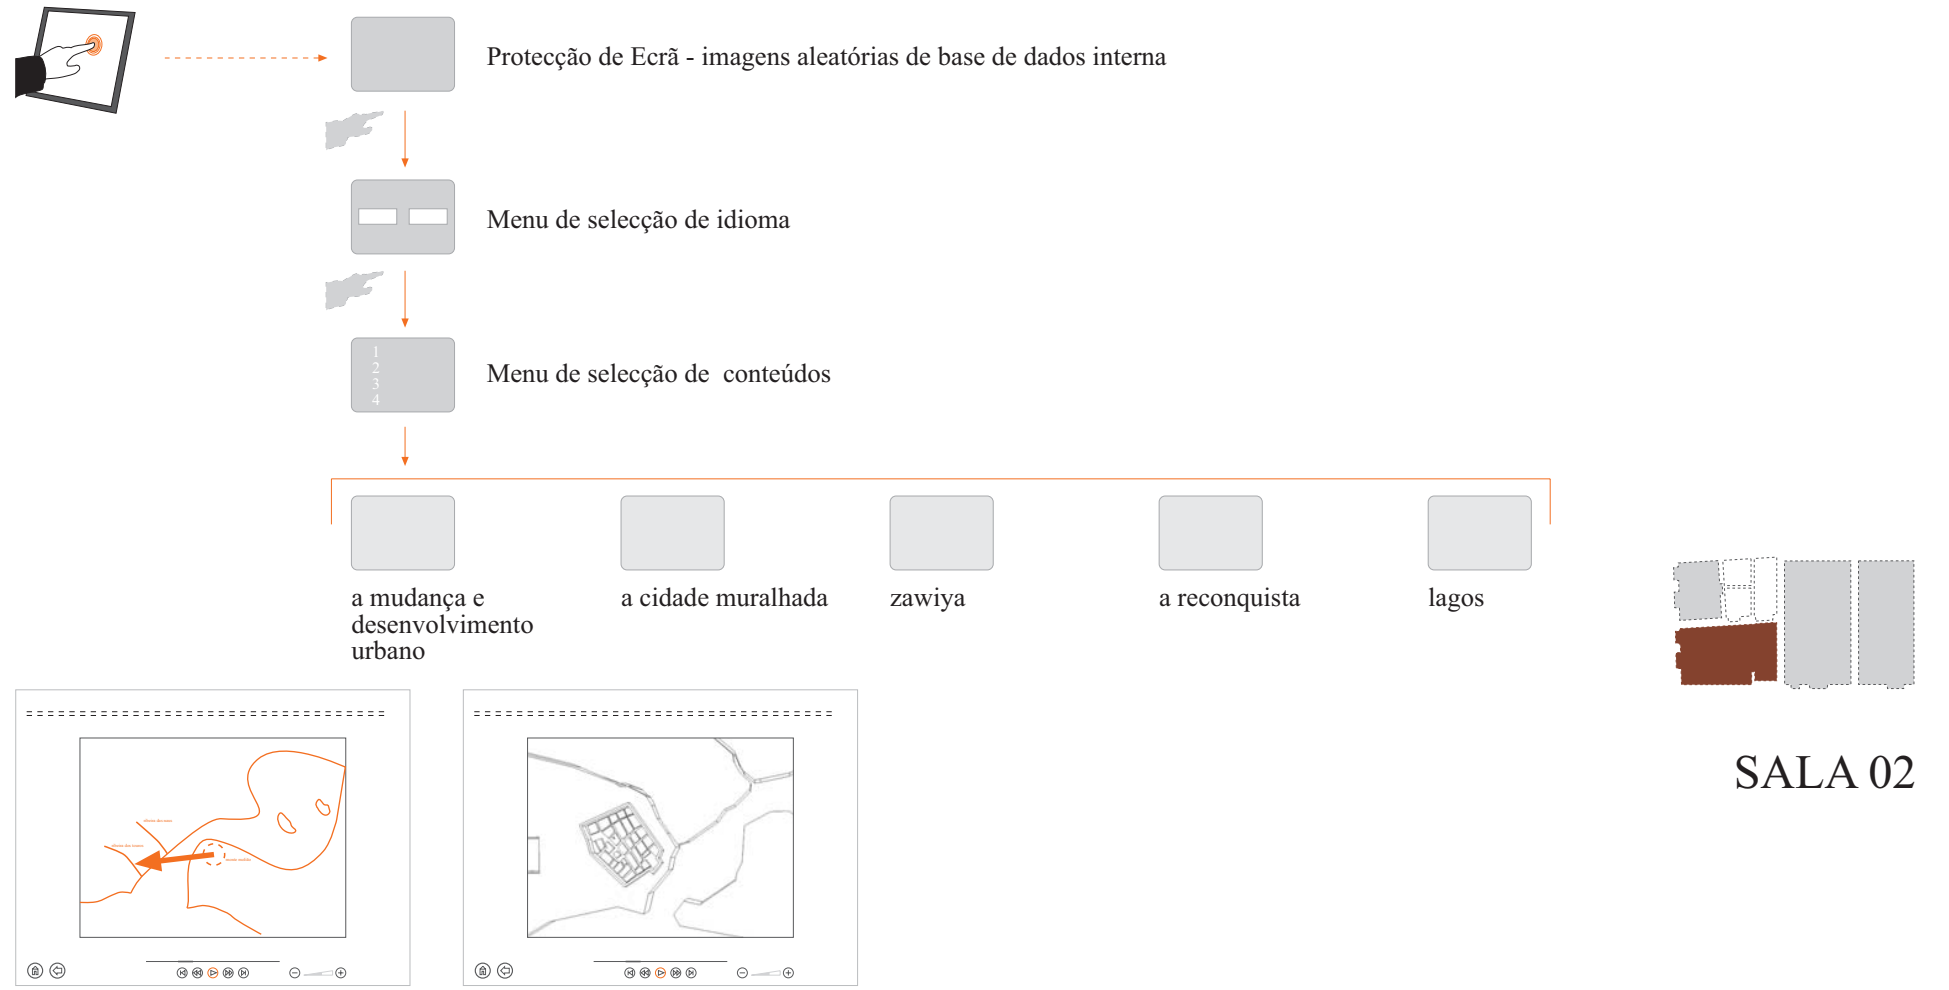 Protecção de Ecrã - imagens aleatórias de base de dados interna
Menu de selecção de idioma
1
2
3
4
Menu de selecção de conteúdos
a mudança e
desenvolvimento
urbano
a cidade muralhada
zawiya
a reconquista
lagos
SALA 02